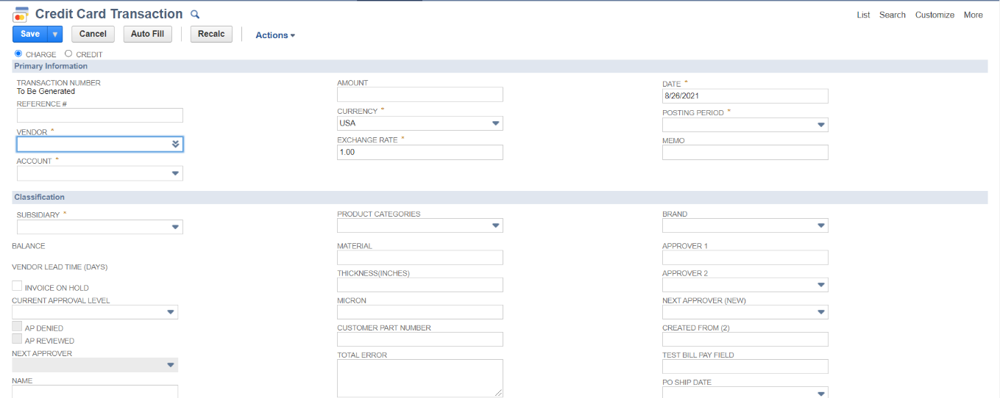 Credit Card Transaction
List Search Customize More
Save Cancel Auto Fill Recalc Actions
CHARGE CREDIT
Primary Information
TRANSACTION NUMBER
To Be Generated
REFERENCE #
VENDOR *
ACCOUNT *
AMOUNT
CURRENCY *
USA
EXCHANGE RATE *
1.00
DATE *
8/26/2021
POSTING PERIOD *
MEMO
Classification
SUBSIDIARY *
BALANCE
VENDOR LEAD TIME (DAYS)
INVOICE ON HOLD
CURRENT APPROVAL LEVEL
AP DENIED
AP REVIEWED
NEXT APPROVER
NAME
PRODUCT CATEGORIES
MATERIAL
THICKNESS(INCHES)
MICRON
CUSTOMER PART NUMBER
TOTAL ERROR
BRAND
APPROVER 1
APPROVER 2
NEXT APPROVER (NEW)
CREATED FROM (2)
TEST BILL PAY FIELD
PO SHIP DATE